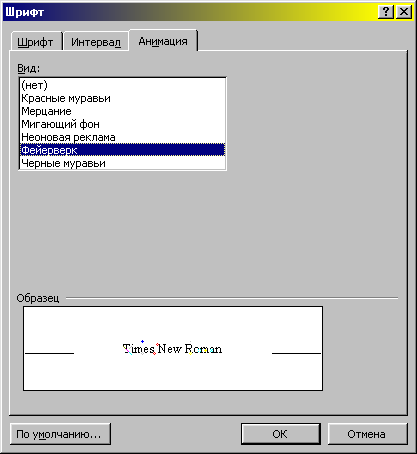 Шрифт
Шрифт Интервал Анимация
Вид:
(нет)
Красные муравьи
Мерцание
Мигающий фон
Неоновая реклама
Фейерверк
Черные муравьи
Образец
Times New Roman
По умолчанию... ОК Отмена